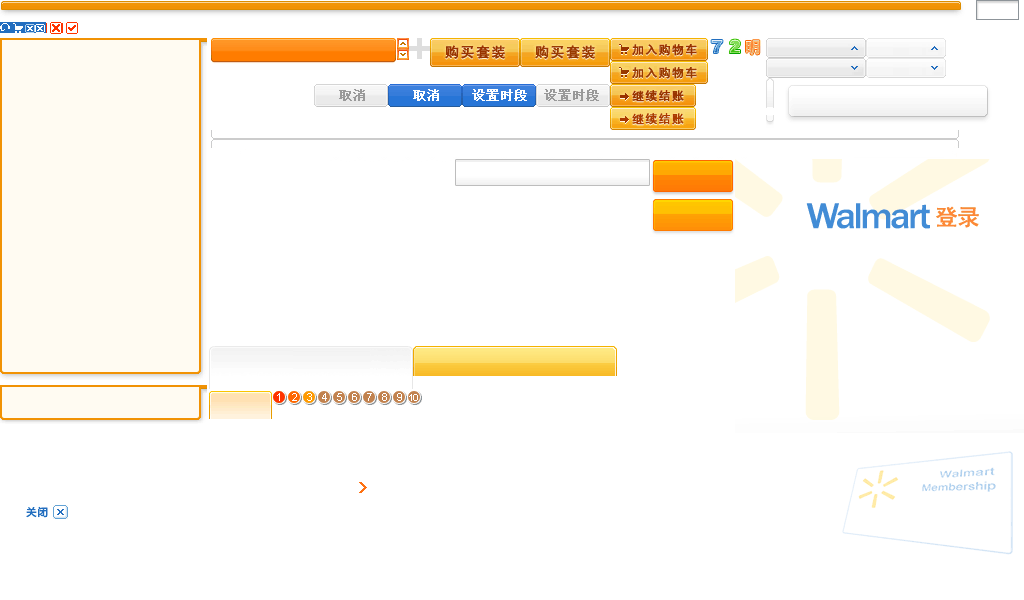 购买套装
购买套装
加入购物车
7 2 明
加入购物车
取消
取消
设置时段
设置时段
继续结账
继续结账
Walmart 登录
1 2 3 4 5 6 7 8 9 10
Walmart
Membership
关闭